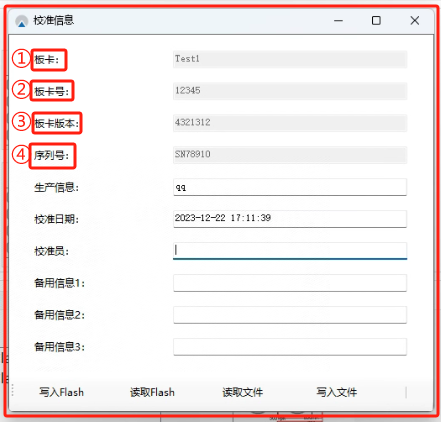 校准信息
①板卡: Test1
②板卡号: 12345
③板卡版本: 4321312
④序列号: SN78910
生产信息: qq
校准日期: 2023-12-22 17:11:39
校准员:
备用信息1:
备用信息2:
备用信息3:
写入Flash 读取Flash 读取文件 写入文件